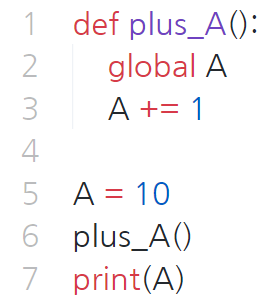 1 def plus_A():
2     global A
3     A += 1
4
5 A = 10
6 plus_A()
7 print(A)